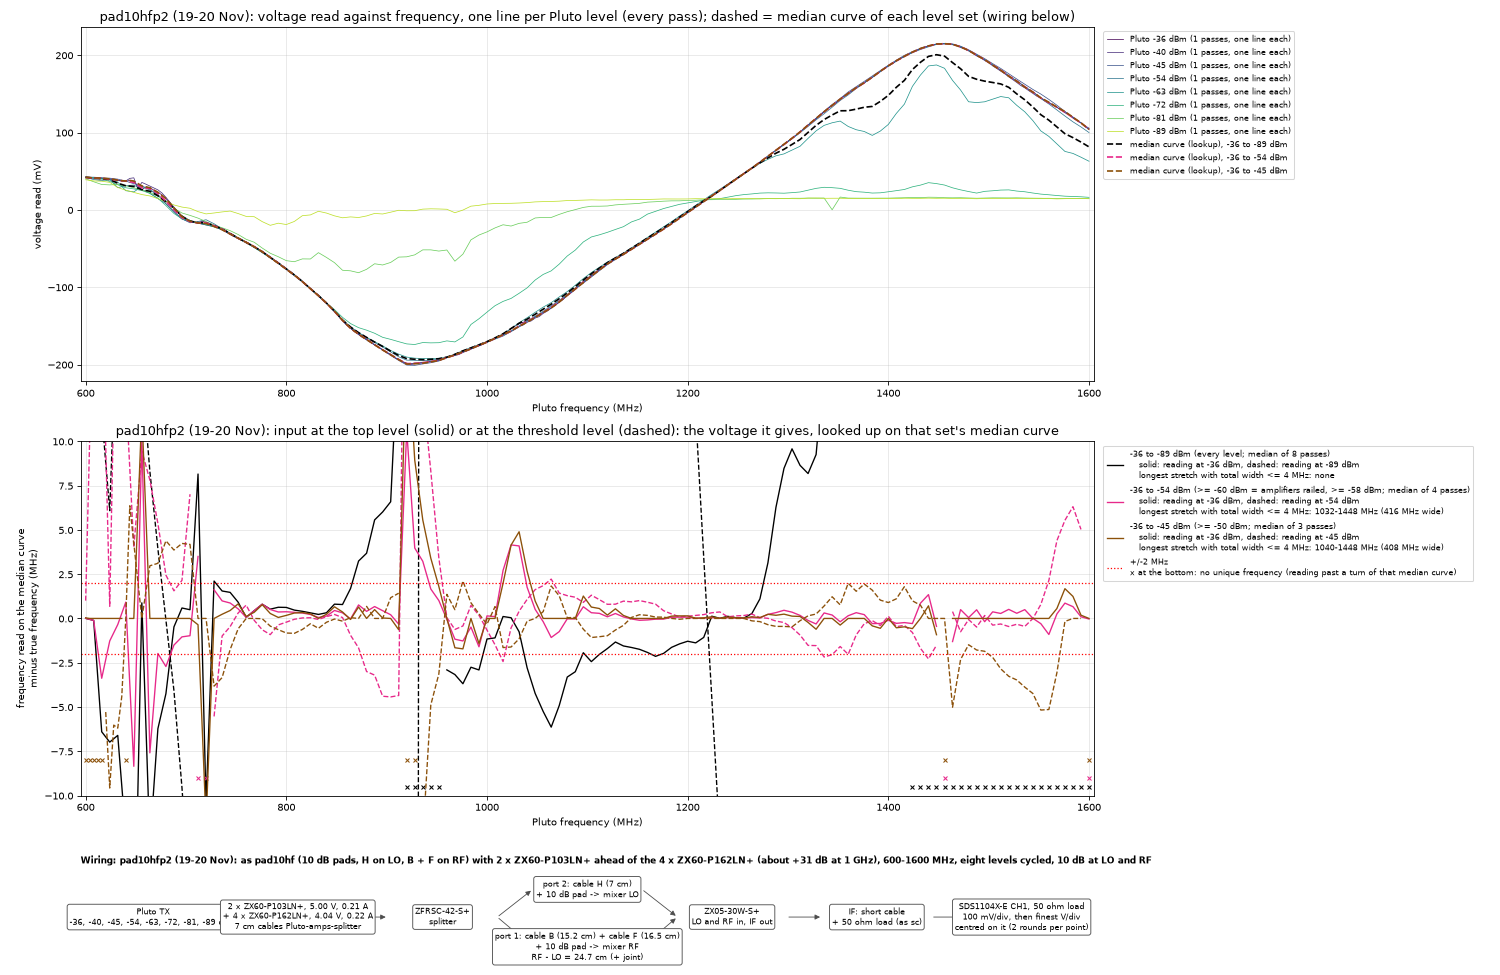 pad10hfp2 (19-20 Nov): voltage read against frequency, one line per Pluto level (every pass); dashed = median curve of each level set (wiring below)
voltage read (mV)
200
100
0
−100
−200
600
800
1000
1200
1400
1600
Pluto frequency (MHz)
Pluto -36 dBm (1 passes, one line each)
Pluto -40 dBm (1 passes, one line each)
Pluto -45 dBm (1 passes, one line each)
Pluto -54 dBm (1 passes, one line each)
Pluto -63 dBm (1 passes, one line each)
Pluto -72 dBm (1 passes, one line each)
Pluto -81 dBm (1 passes, one line each)
Pluto -89 dBm (1 passes, one line each)
median curve (lookup), -36 to -89 dBm
median curve (lookup), -36 to -54 dBm
median curve (lookup), -36 to -45 dBm
pad10hfp2 (19-20 Nov): input at the top level (solid) or at the threshold level (dashed): the voltage it gives, looked up on that set's median curve
frequency read on the median curve
minus true frequency (MHz)
10.0
7.5
5.0
2.5
0.0
−2.5
−5.0
−7.5
−10.0
600
800
1000
1200
1400
1600
Pluto frequency (MHz)
-36 to -89 dBm (every level; median of 8 passes)
solid: reading at -36 dBm, dashed: reading at -89 dBm
longest stretch with total width <= 4 MHz: none
-36 to -54 dBm (>= -60 dBm = amplifiers railed, >= -58 dBm; median of 4 passes)
solid: reading at -36 dBm, dashed: reading at -54 dBm
longest stretch with total width <= 4 MHz: 1032-1448 MHz (416 MHz wide)
-36 to -45 dBm (>= -50 dBm; median of 3 passes)
solid: reading at -36 dBm, dashed: reading at -45 dBm
longest stretch with total width <= 4 MHz: 1040-1448 MHz (408 MHz wide)
+/-2 MHz
x at the bottom: no unique frequency (reading past a turn of that median curve)
Wiring: pad10hfp2 (19-20 Nov): as pad10hf (10 dB pads, H on LO, B + F on RF) with 2 x ZX60-P103LN+ ahead of the 4 x ZX60-P162LN+ (about +31 dB at 1 GHz), 600-1600 MHz, eight levels cycled, 10 dB at LO and RF
Pluto TX
-36, -40, -45, -54, -63, -72, -81, -89
2 x ZX60-P103LN+, 5.00 V, 0.21 A
+ 4 x ZX60-P162LN+, 4.04 V, 0.22 A
7 cm cables Pluto-amps-splitter
ZFRSC-42-S+
splitter
port 2: cable H (7 cm)
+ 10 dB pad -> mixer LO
port 1: cable B (15.2 cm) + cable F (16.5 cm)
+ 10 dB pad -> mixer RF
RF - LO = 24.7 cm (+ joint)
ZX05-30W-S+
LO and RF in, IF out
IF: short cable
+ 50 ohm load (as sc)
SDS1104X-E CH1, 50 ohm load
100 mV/div, then finest V/div
centred on it (2 rounds per point)